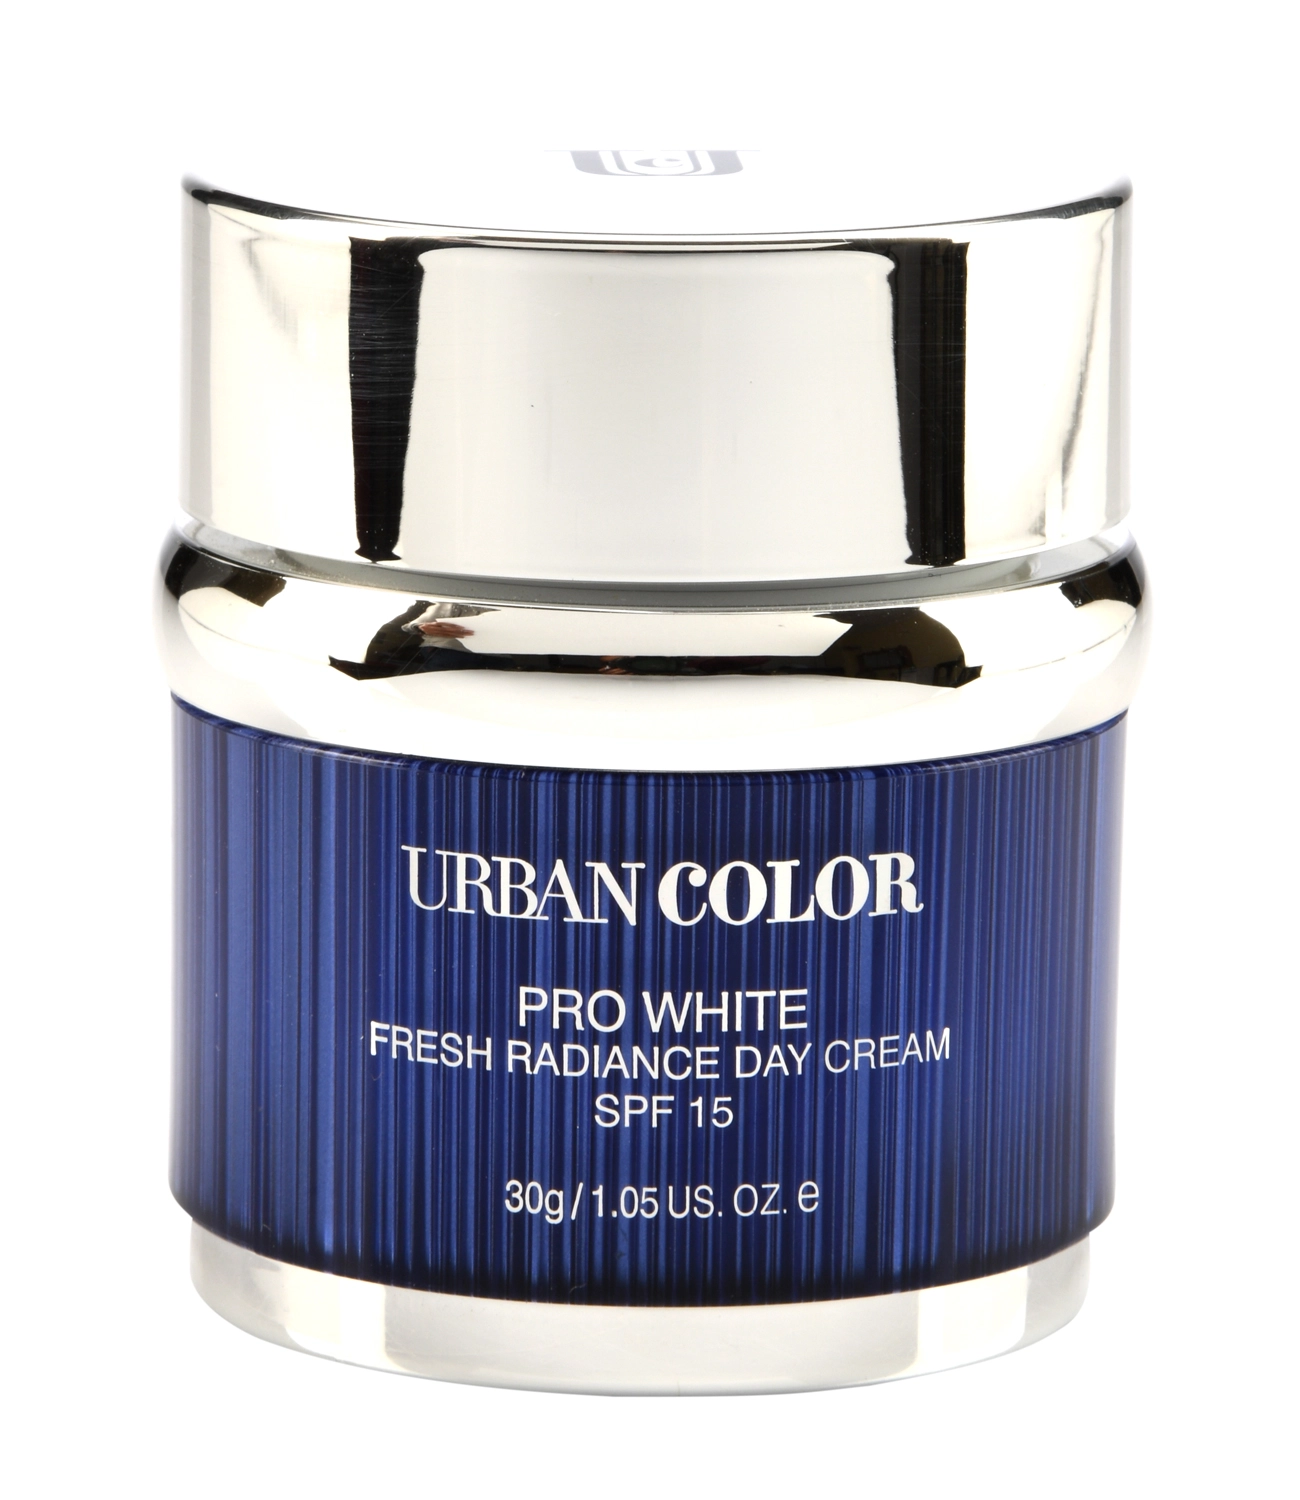 URBAN COLOR
PRO WHITE
FRESH RADIANCE DAY CREAM
SPF 15
30g / 1.05 US. OZ. e